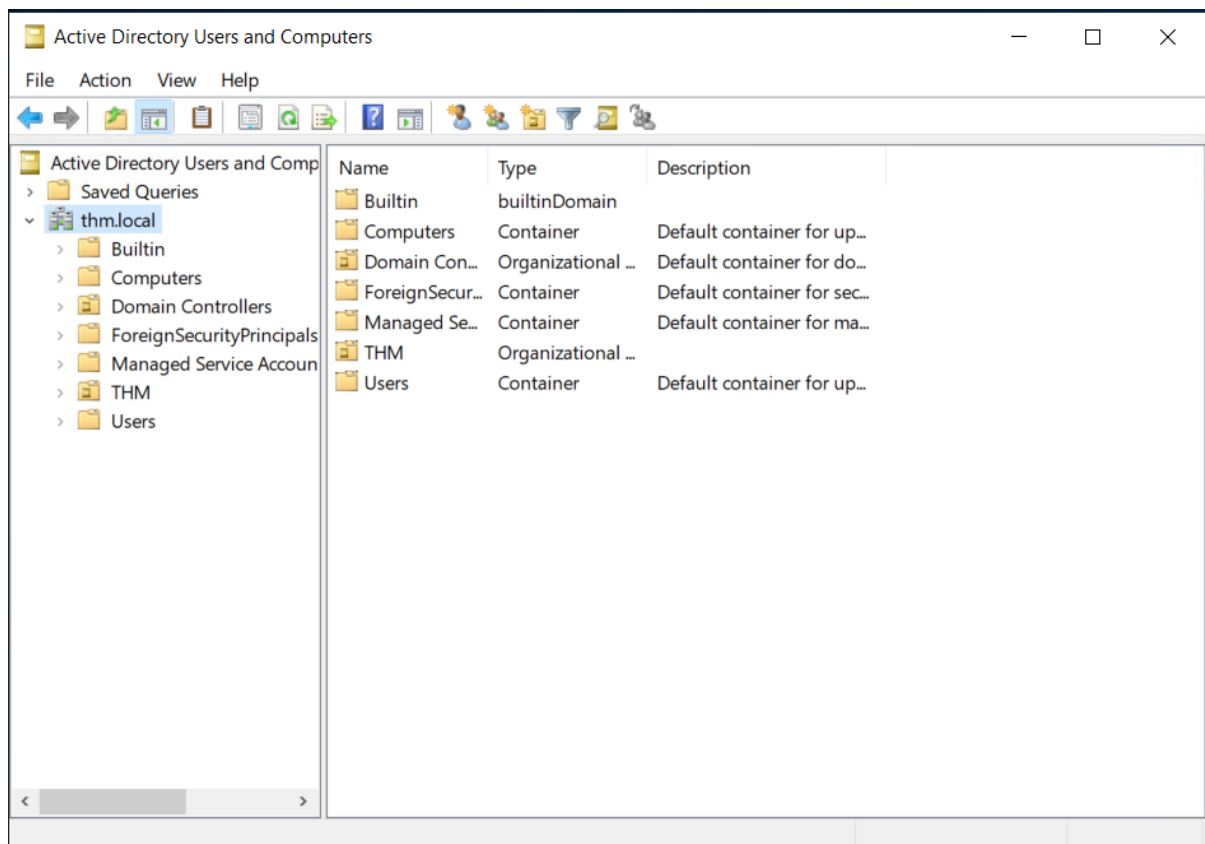 Active Directory Users and Computers
File Action View Help
Active Directory Users and Comp
Saved Queries
thm.local
Builtin
Computers
Domain Controllers
ForeignSecurityPrincipals
Managed Service Accoun
THM
Users
Name Type Description
Builtin builtinDomain
Computers Container Default container for up...
Domain Con... Organizational ... Default container for do...
ForeignSecur... Container Default container for sec...
Managed Se... Container Default container for ma...
THM Organizational ...
Users Container Default container for up...